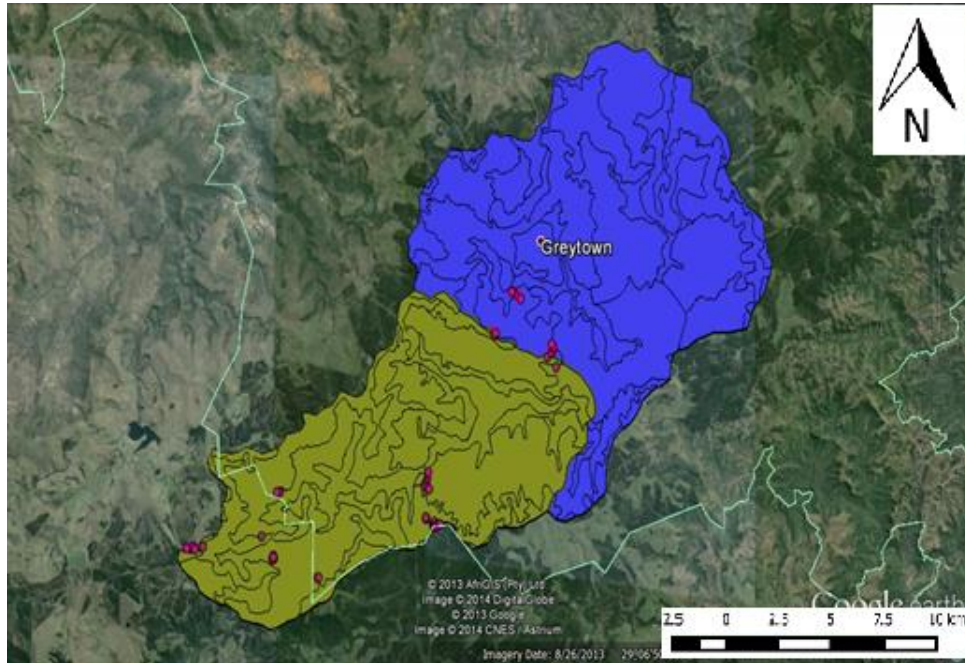 N
Greytown
© 2013 AfriGIS (Pty) Ltd.
Image © 2014 DigitalGlobe
© 2013 Google
Image © 2014 CNES / Astrium
Google earth
2.5 0 2.5 5 7.5 10 km
Imagery Date: 8/26/2013